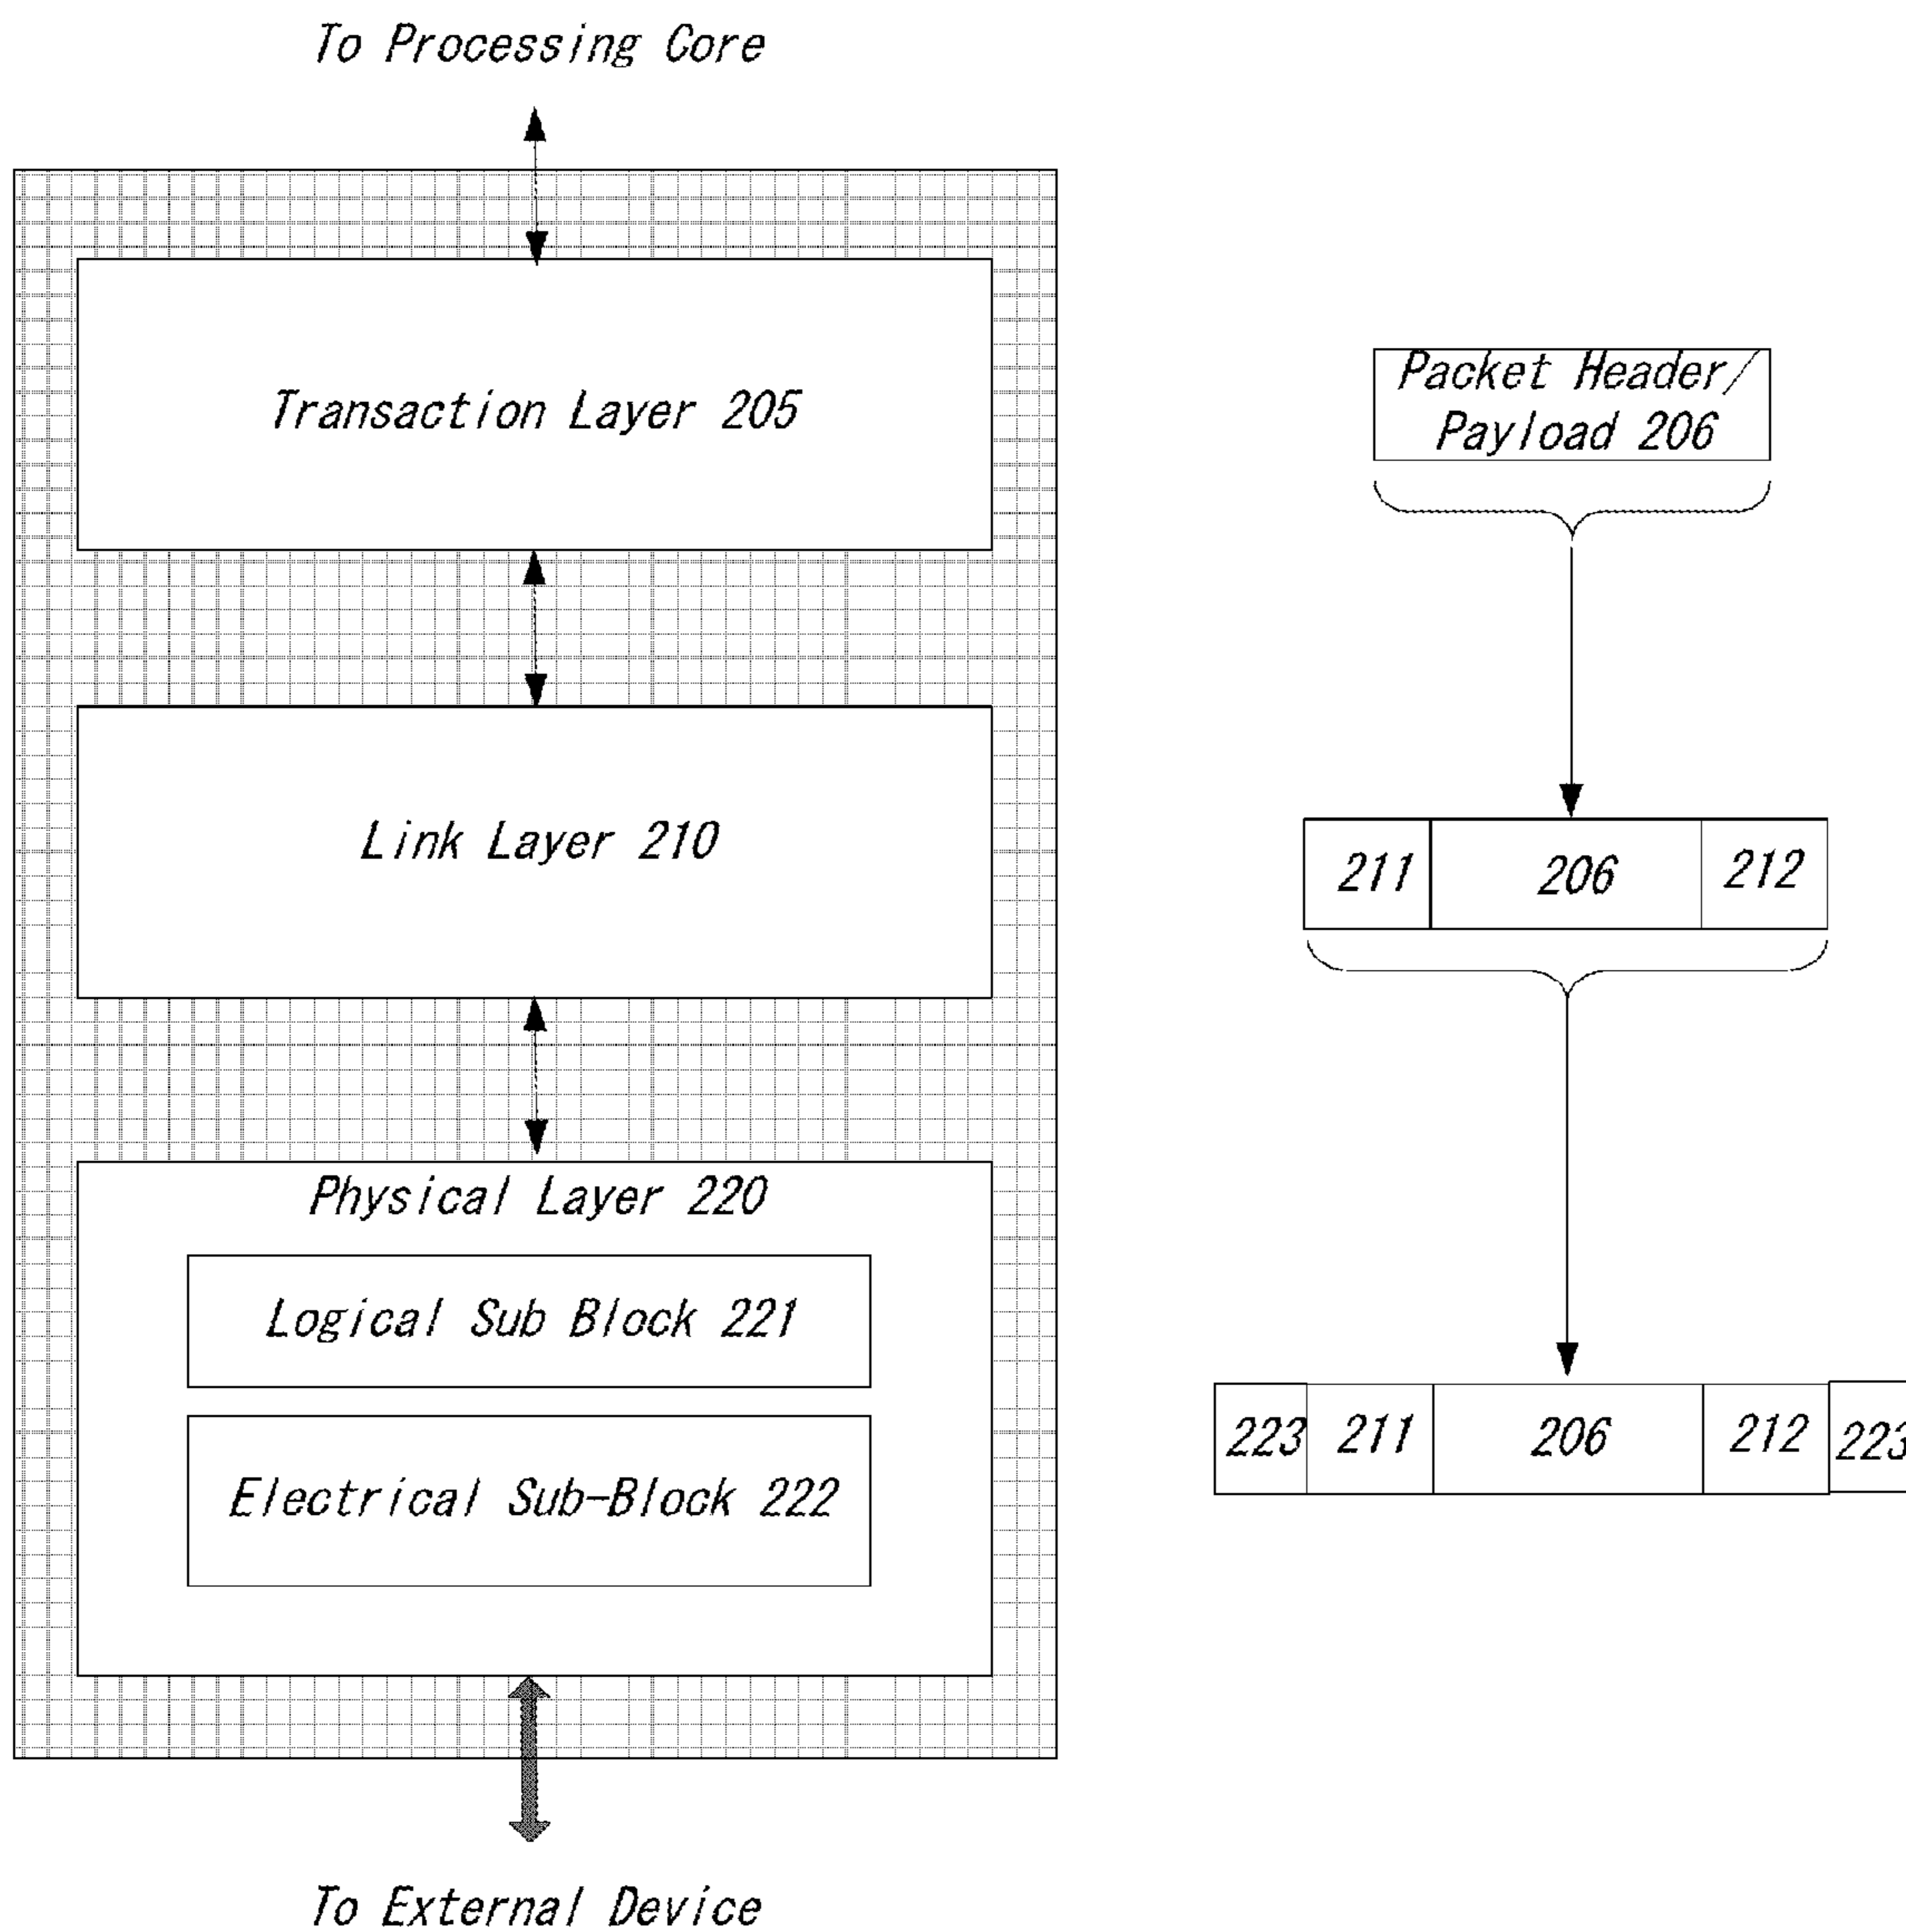 To Processing Core
Transaction Layer 205
Packet Header/
Payload 206
Link Layer 210
211 206 212
Physical Layer 220
Logical Sub Block 221
Electrical Sub-Block 222
223 211 206 212 223
To External Device